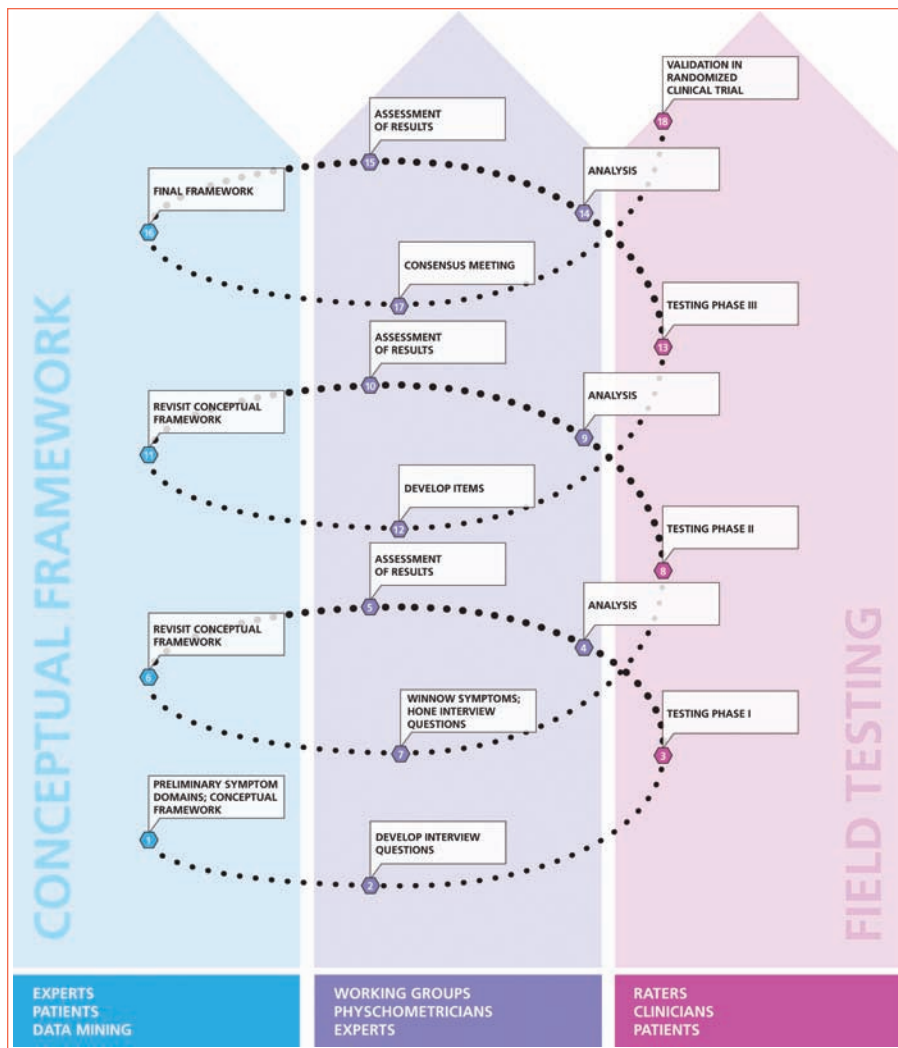 VALIDATION IN
RANDOMIZED
CLINICAL TRIAL
18
ASSESSMENT
OF RESULTS
15
ANALYSIS
14
FINAL FRAMEWORK
16
CONSENSUS MEETING
17
TESTING PHASE III
13
ASSESSMENT
OF RESULTS
10
ANALYSIS
9
REVISIT CONCEPTUAL
FRAMEWORK
11
DEVELOP ITEMS
12
TESTING PHASE II
8
ASSESSMENT
OF RESULTS
5
ANALYSIS
4
REVISIT CONCEPTUAL
FRAMEWORK
6
WINNOW SYMPTOMS;
HONE INTERVIEW
QUESTIONS
7
TESTING PHASE I
3
PRELIMINARY SYMPTOM
DOMAINS; CONCEPTUAL
FRAMEWORK
1
DEVELOP INTERVIEW
QUESTIONS
2
CONCEPTUAL FRAMEWORK
FIELD TESTING
EXPERTS
PATIENTS
DATA MINING
WORKING GROUPS
PHYSCHOMETRICIANS
EXPERTS
RATERS
CLINICIANS
PATIENTS